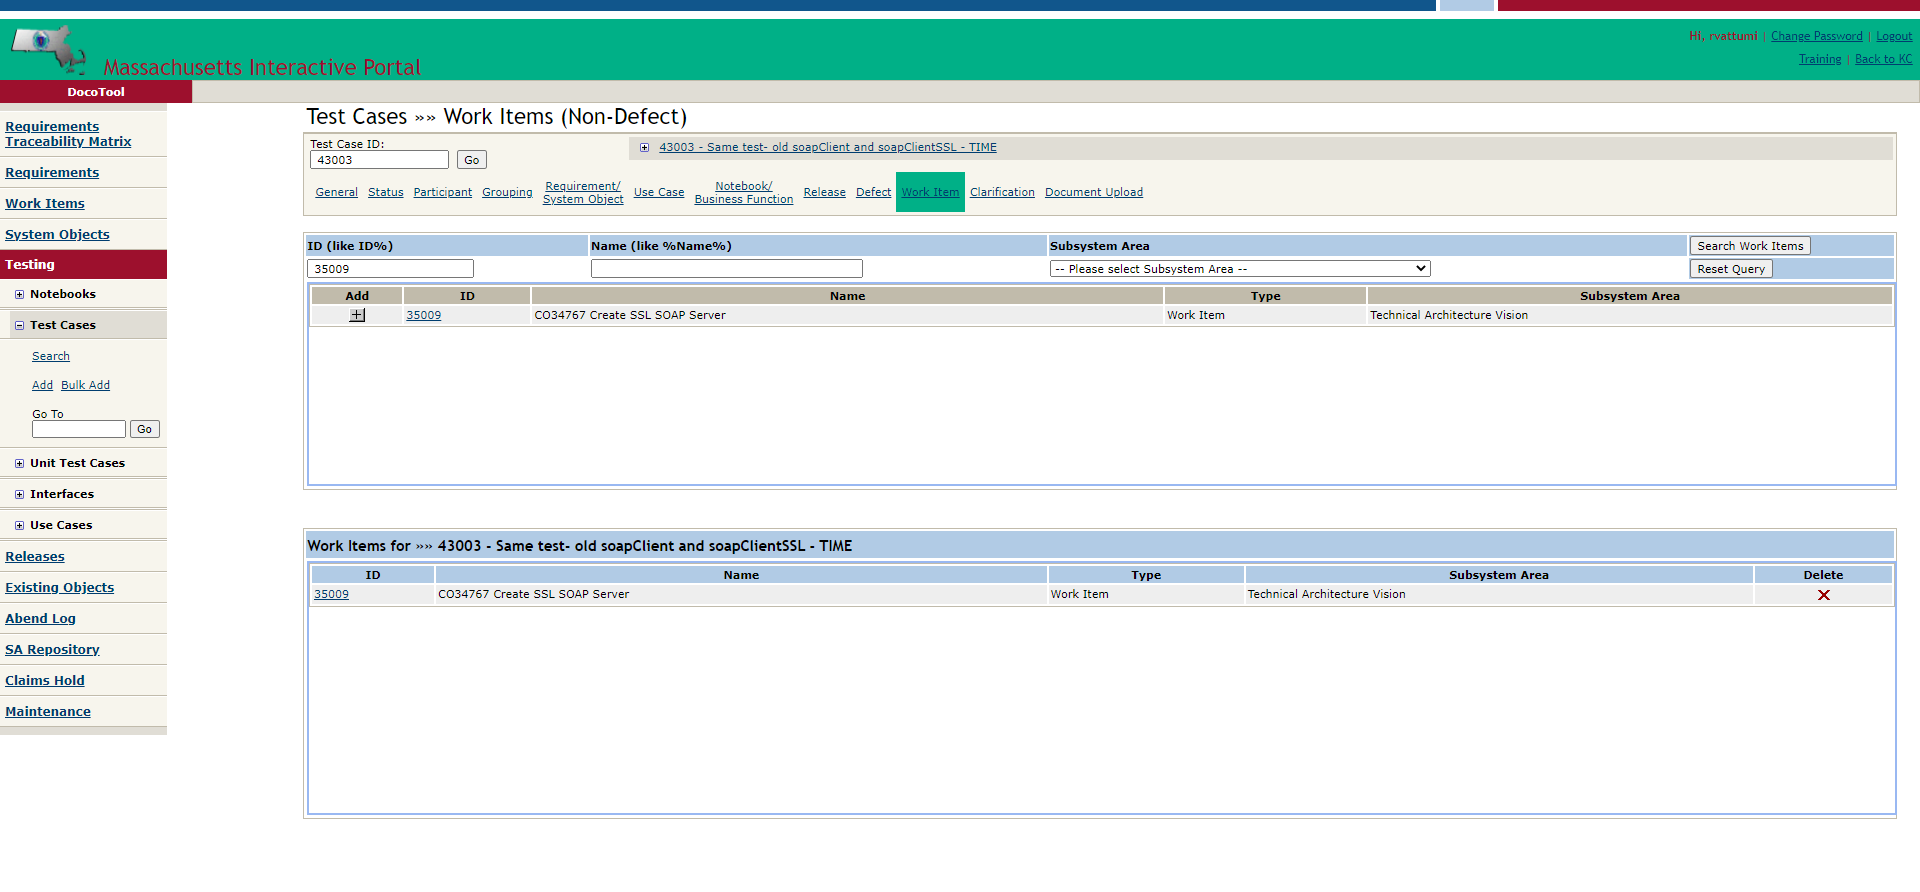 Hi, rvattumi | Change Password | Logout
Training | Back to KC
Massachusetts Interactive Portal
DocoTool
Requirements
Traceability Matrix
Requirements
Work Items
System Objects
Testing
Notebooks
Test Cases
Search
Add Bulk Add
Go To
Go
Unit Test Cases
Interfaces
Use Cases
Releases
Existing Objects
Abend Log
SA Repository
Claims Hold
Maintenance
Test Cases »» Work Items (Non-Defect)
Test Case ID:
43003 Go
43003 - Same test- old soapClient and soapClientSSL - TIME
General Status Participant Grouping Requirement/ System Object Use Case Notebook/ Business Function Release Defect Work Item Clarification Document Upload
ID (like ID%) Name (like %Name%) Subsystem Area Search Work Items
35009 -- Please select Subsystem Area -- Reset Query
Add ID Name Type Subsystem Area
35009 CO34767 Create SSL SOAP Server Work Item Technical Architecture Vision
Work Items for »» 43003 - Same test- old soapClient and soapClientSSL - TIME
ID Name Type Subsystem Area Delete
35009 CO34767 Create SSL SOAP Server Work Item Technical Architecture Vision